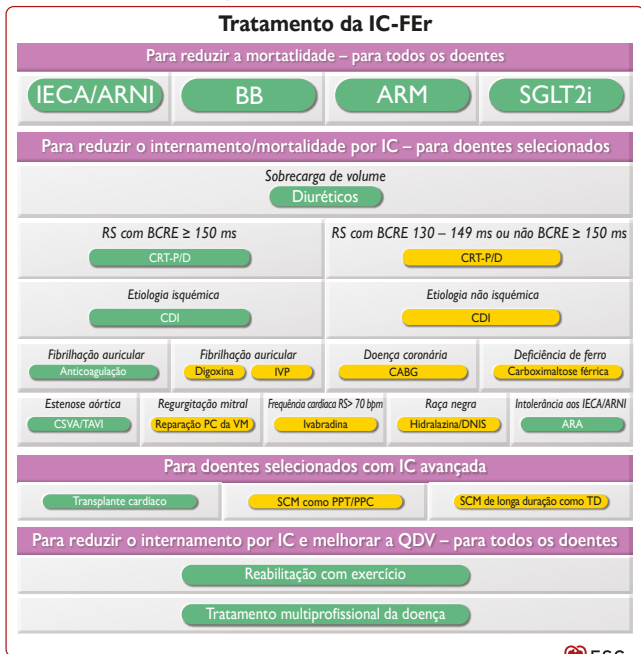 Tratamento da IC-FEr
Para reduzir a mortatlidade – para todos os doentes
IECA/ARNI BB ARM SGLT2i
Para reduzir o internamento/mortalidade por IC – para doentes selecionados
Sobrecarga de volume
Diuréticos
RS com BCRE ≥ 150 ms RS com BCRE 130 – 149 ms ou não BCRE ≥ 150 ms
CRT-P/D CRT-P/D
Etiologia isquémica Etiologia não isquémica
CDI CDI
Fibrilhação auricular Fibrilhação auricular Doença coronária Deficiência de ferro
Anticoagulação Digoxina IVP CABG Carboximaltose férrica
Estenose aórtica Regurgitação mitral Frequência cardíaca RS> 70 bpm Raça negra Intolerância aos IECA/ARNI
CSVA/TAVI Reparação PC da VM Ivabradina Hidralazina/DNIS ARA
Para doentes selecionados com IC avançada
Transplante cardíaco SCM como PPT/PPC SCM de longa duração como TD
Para reduzir o internamento por IC e melhorar a QDV – para todos os doentes
Reabilitação com exercício
Tratamento multiprofissional da doença